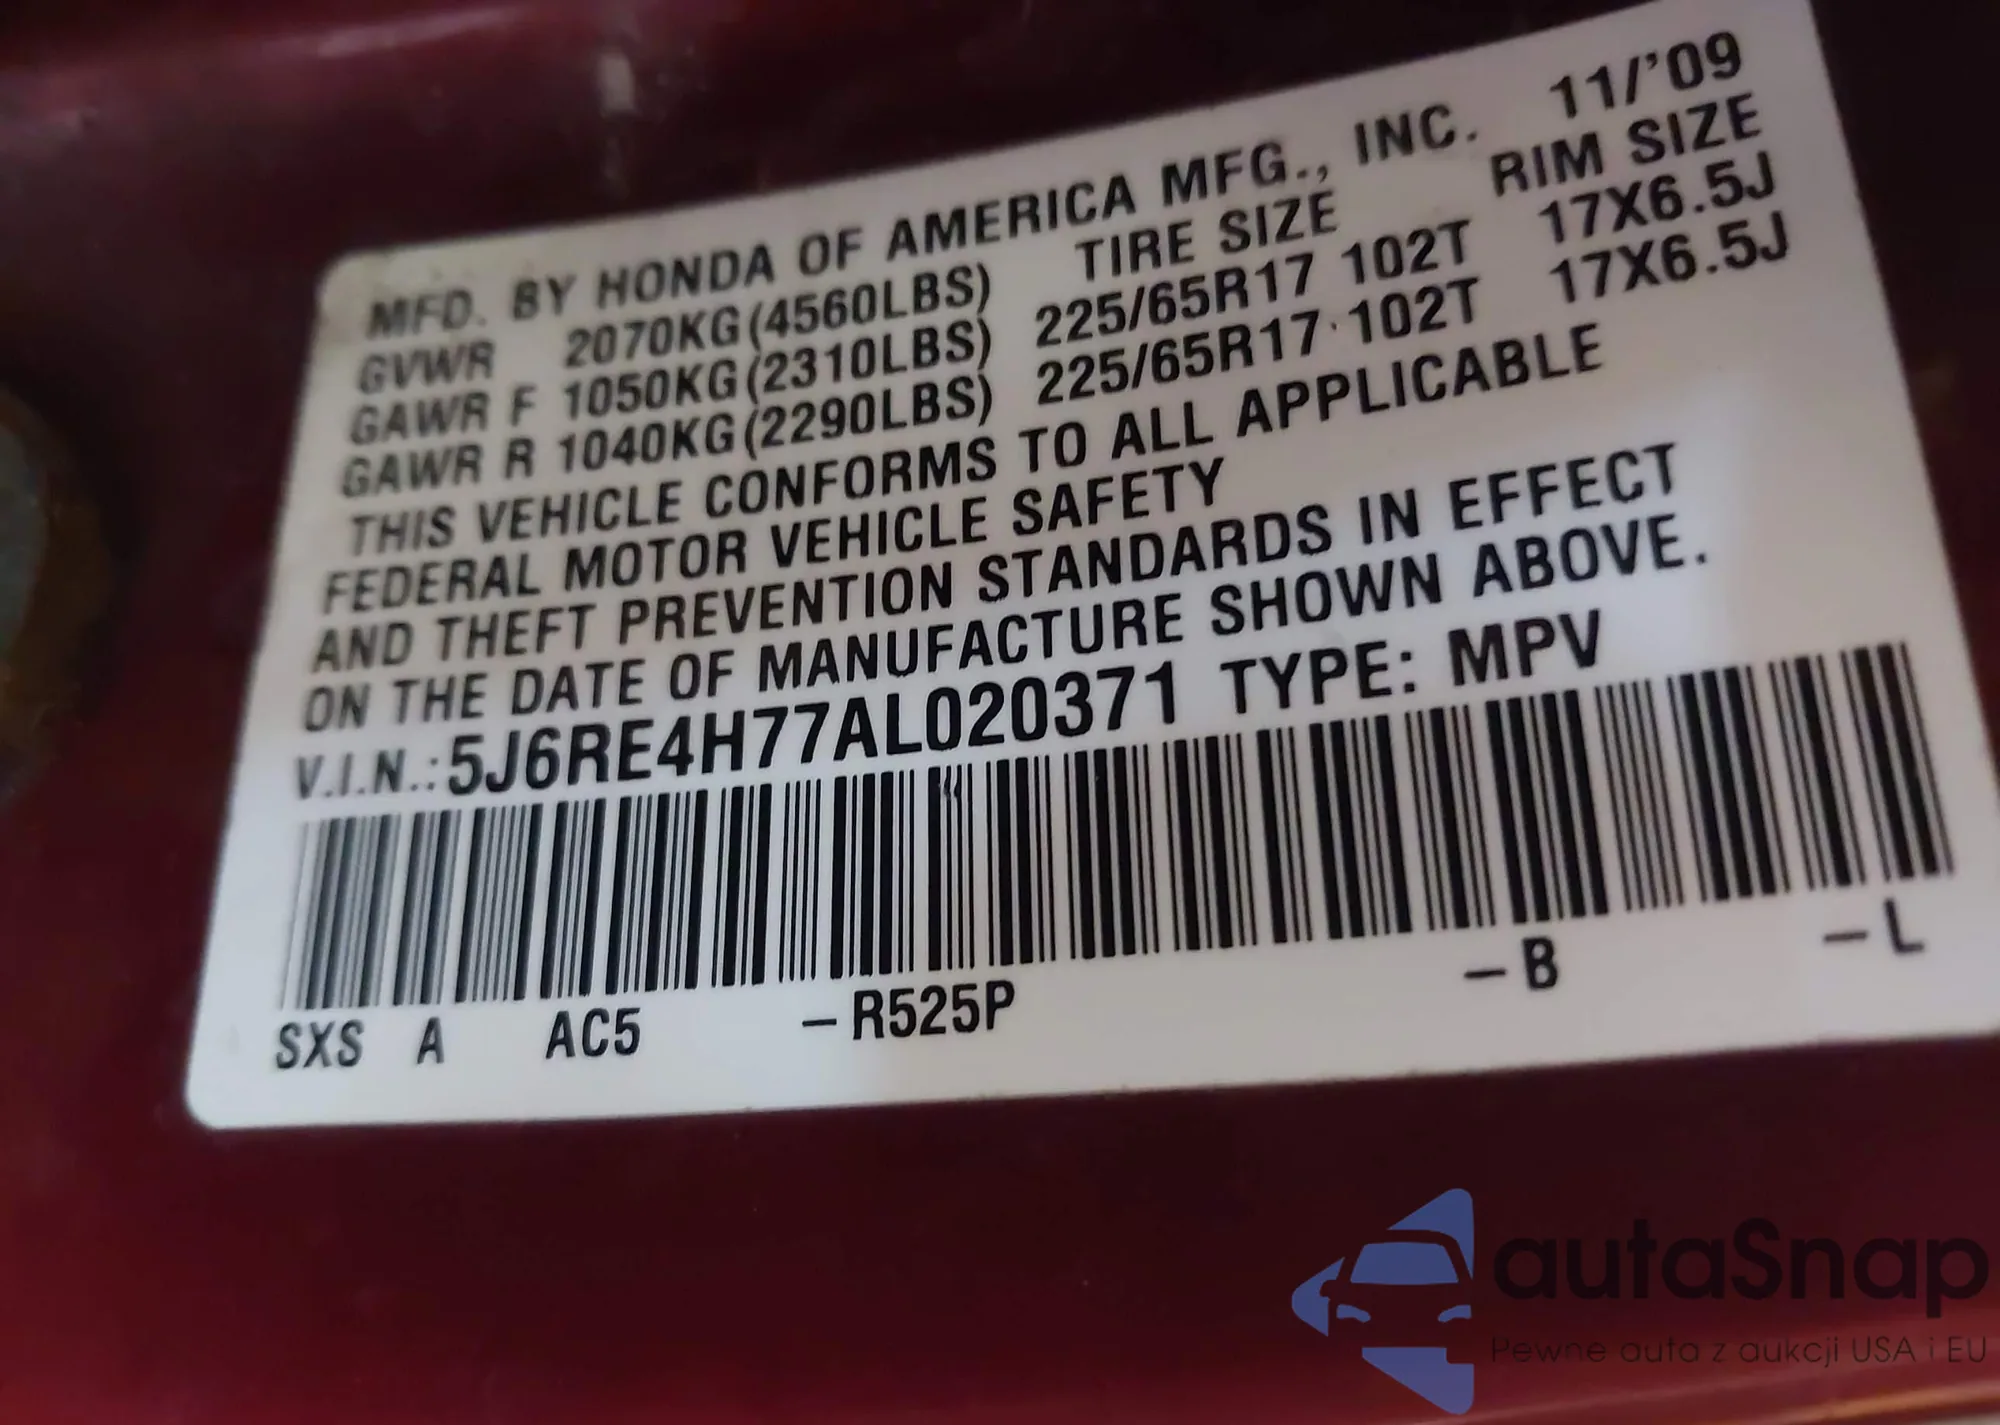 MFD. BY HONDA OF AMERICA MFG., INC. 11/'09
GVWR 2070KG(4560LBS) TIRE SIZE RIM SIZE
GAWR F 1050KG(2310LBS) 225/65R17 102T 17X6.5J
GAWR R 1040KG(2290LBS) 225/65R17 102T 17X6.5J
THIS VEHICLE CONFORMS TO ALL APPLICABLE
FEDERAL MOTOR VEHICLE SAFETY
AND THEFT PREVENTION STANDARDS IN EFFECT
ON THE DATE OF MANUFACTURE SHOWN ABOVE.
V.I.N.:5J6RE4H77AL020371 TYPE: MPV
SXS A AC5 -R525P -B -L
autaSnap
Pewne auta z aukcji USA i EU